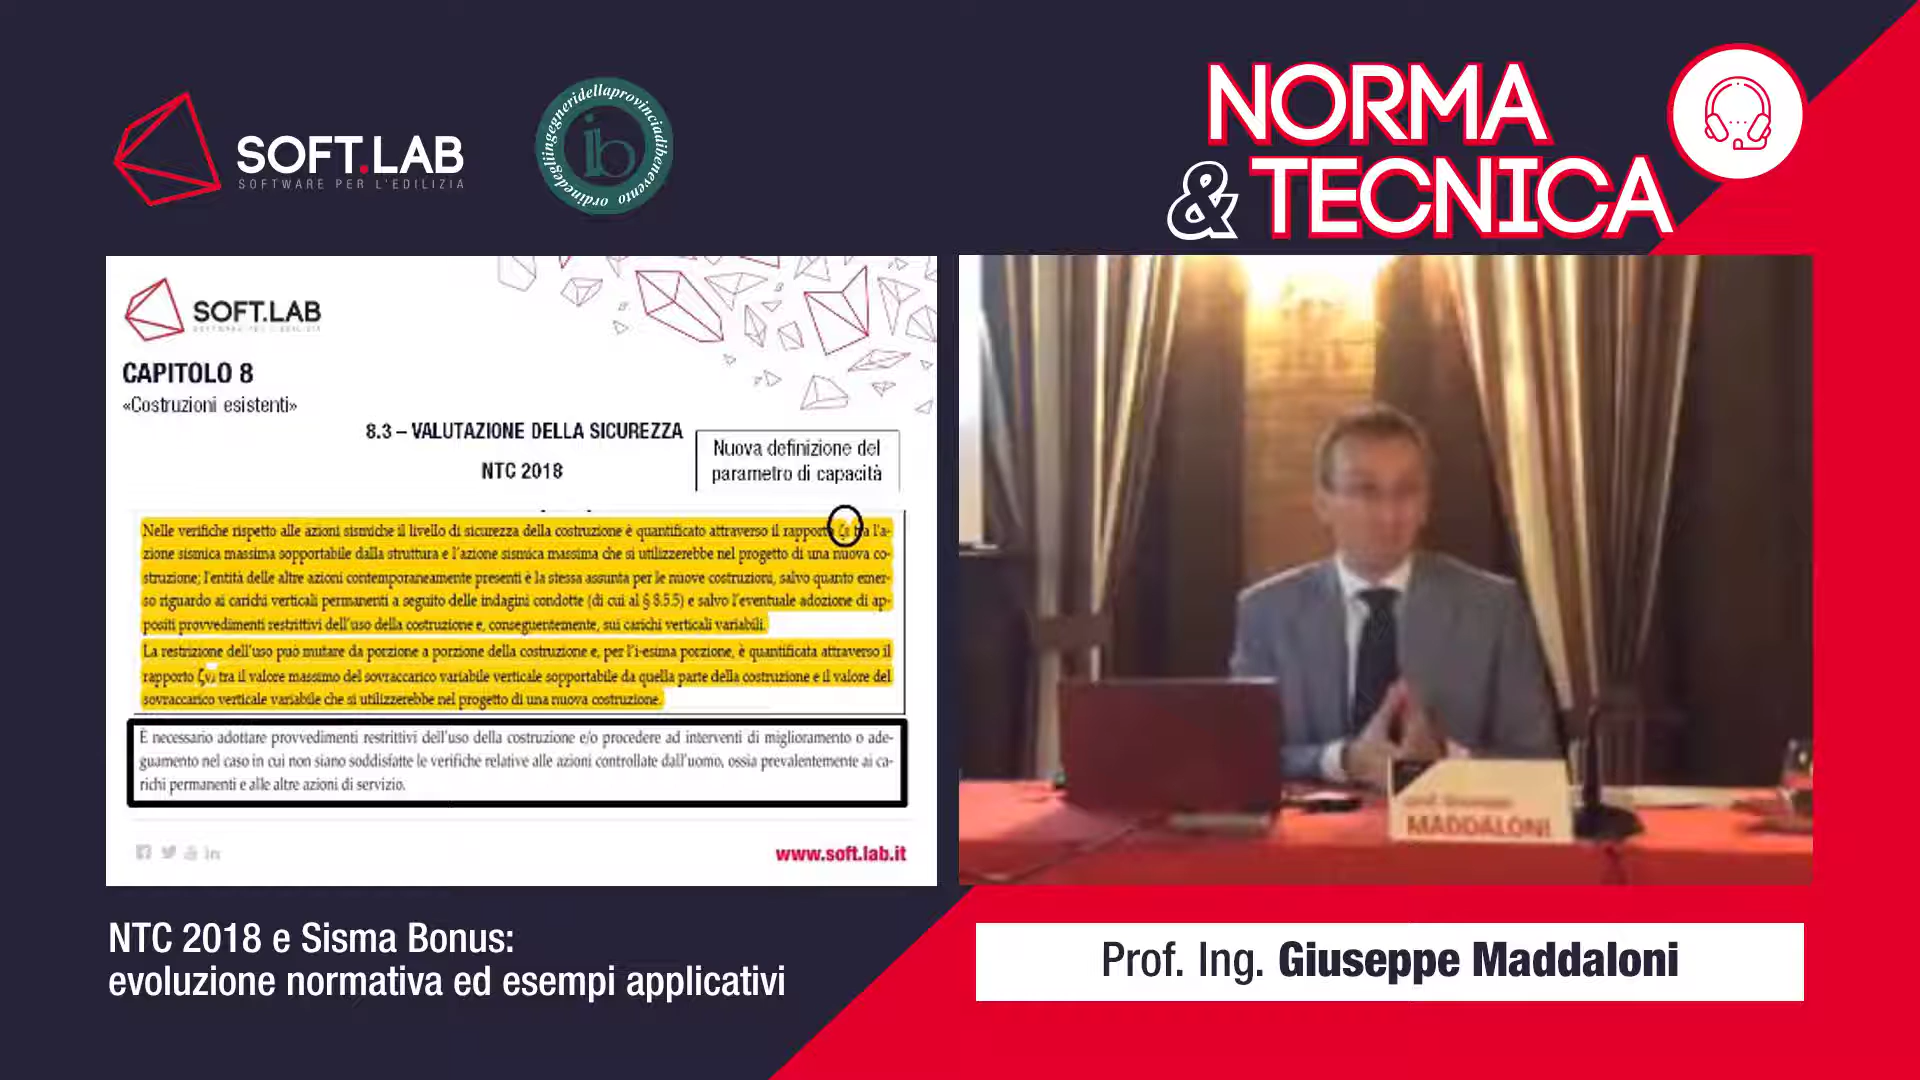 SOFT.LAB
SOFTWARE PER L'EDILIZIA
ordinedegliingegneridellaprovinciadibenevento
ib
NORMA
& TECNICA
SOFT.LAB
SOFTWARE PER L'EDILIZIA
CAPITOLO 8
«Costruzioni esistenti»
8.3 – VALUTAZIONE DELLA SICUREZZA
NTC 2018
Nuova definizione del
parametro di capacità
Nelle verifiche rispetto alle azioni sismiche il livello di sicurezza della costruzione è quantificato attraverso il rapporto ζE tra l'a-
zione sismica massima sopportabile dalla struttura e l'azione sismica massima che si utilizzerebbe nel progetto di una nuova co-
struzione; l'entità delle altre azioni contemporaneamente presenti è la stessa assunta per le nuove costruzioni, salvo quanto emer-
so riguardo ai carichi verticali permanenti a seguito delle indagini condotte (di cui al § 8.5.5) e salvo l'eventuale adozione di ap-
positi provvedimenti restrittivi dell'uso della costruzione e, conseguentemente, sui carichi verticali variabili.
La restrizione dell'uso può mutare da porzione a porzione della costruzione e, per l'i-esima porzione, è quantificata attraverso il
rapporto ζv,i tra il valore massimo del sovraccarico variabile verticale sopportabile da quella parte della costruzione e il valore del
sovraccarico verticale variabile che si utilizzerebbe nel progetto di una nuova costruzione.
È necessario adottare provvedimenti restrittivi dell'uso della costruzione e/o procedere ad interventi di miglioramento o ade-
guamento nel caso in cui non siano soddisfatte le verifiche relative alle azioni controllate dall'uomo, ossia prevalentemente ai ca-
richi permanenti e alle altre azioni di servizio.
www.soft.lab.it
prof. Giuseppe
MADDALONI
NTC 2018 e Sisma Bonus:
evoluzione normativa ed esempi applicativi
Prof. Ing. Giuseppe Maddaloni